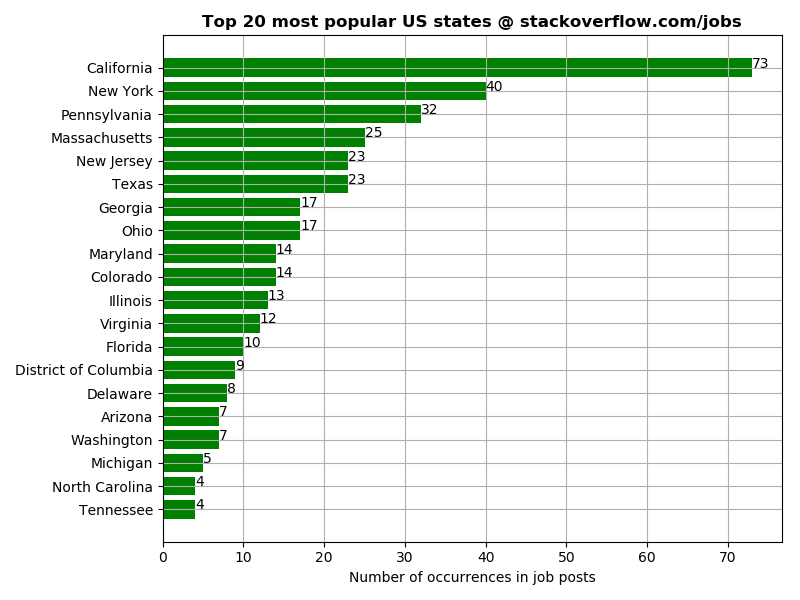 Top 20 most popular US states @ stackoverflow.com/jobs
California 73
New York 40
Pennsylvania 32
Massachusetts 25
New Jersey 23
Texas 23
Georgia 17
Ohio 17
Maryland 14
Colorado 14
Illinois 13
Virginia 12
Florida 10
District of Columbia 9
Delaware 8
Arizona 7
Washington 7
Michigan 5
North Carolina 4
Tennessee 4
0 10 20 30 40 50 60 70
Number of occurrences in job posts